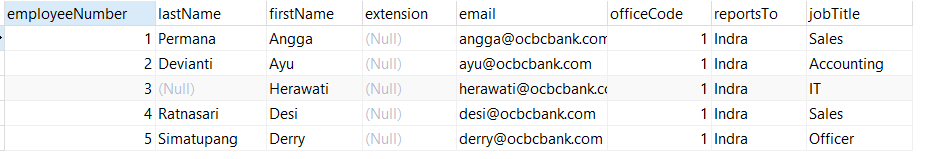 employeeNumber lastName firstName extension email officeCode reportsTo jobTitle
1 Permana Angga (Null) angga@ocbcbank.com 1 Indra Sales
2 Devianti Ayu (Null) ayu@ocbcbank.com 1 Indra Accounting
3 (Null) Herawati (Null) herawati@ocbcbank.co 1 Indra IT
4 Ratnasari Desi (Null) desi@ocbcbank.com 1 Indra Sales
5 Simatupang Derry (Null) derry@ocbcbank.com 1 Indra Officer